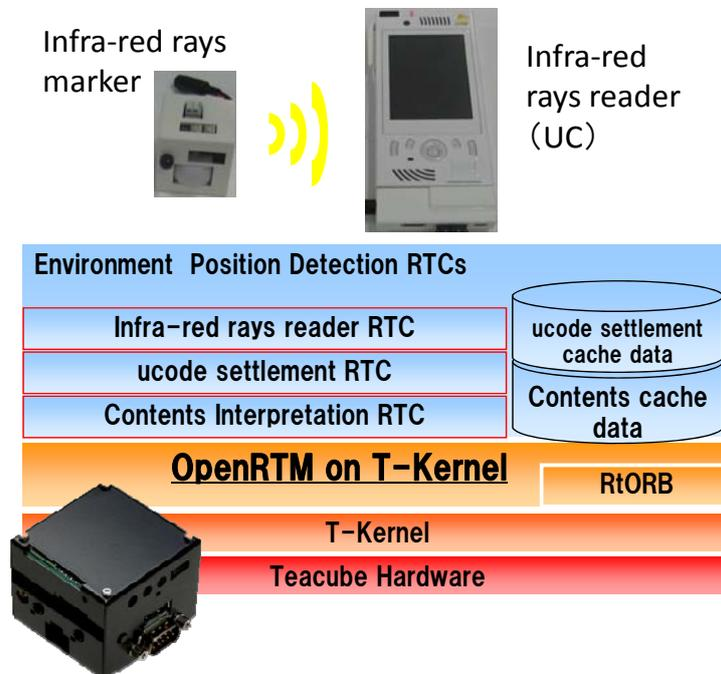 Infra-red rays
marker
Infra-red
rays reader
（UC）
Environment Position Detection RTCs
Infra-red rays reader RTC
ucode settlement RTC
Contents Interpretation RTC
ucode settlement
cache data
Contents cache
data
OpenRTM on T-Kernel
RtORB
T-Kernel
Teacube Hardware